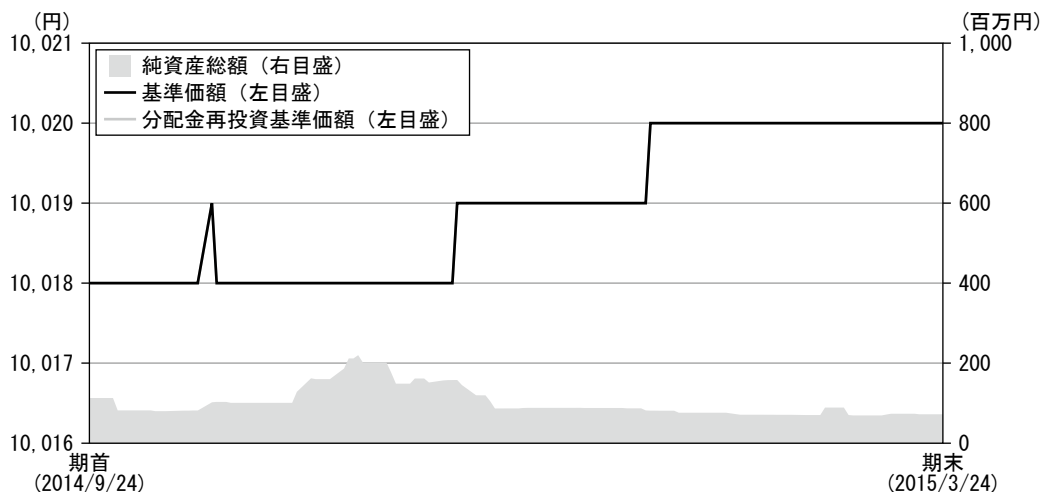 (円)
(百万円)
10,021
1,000
純資産総額（右目盛）
基準価額（左目盛）
分配金再投資基準価額（左目盛）
10,020
800
10,019
600
10,018
400
10,017
200
10,016
0
期首
(2014/9/24)
期末
(2015/3/24)